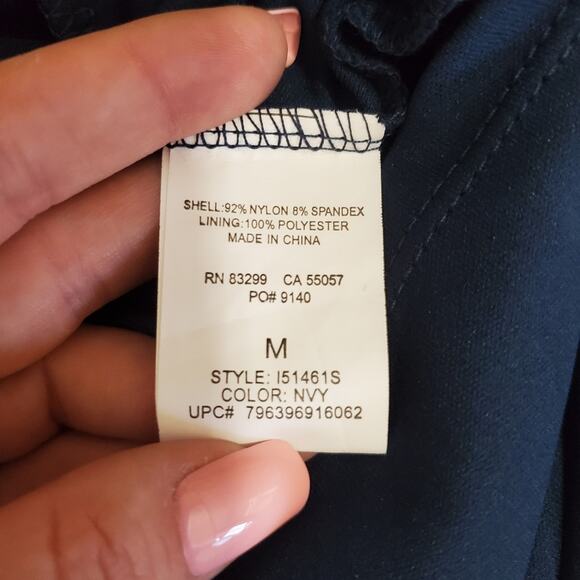 SHELL:92% NYLON 8% SPANDEX
LINING:100% POLYESTER
MADE IN CHINA
RN 83299 CA 55057
PO# 9140
M
STYLE: I51461S
COLOR: NVY
UPC# 796396916062